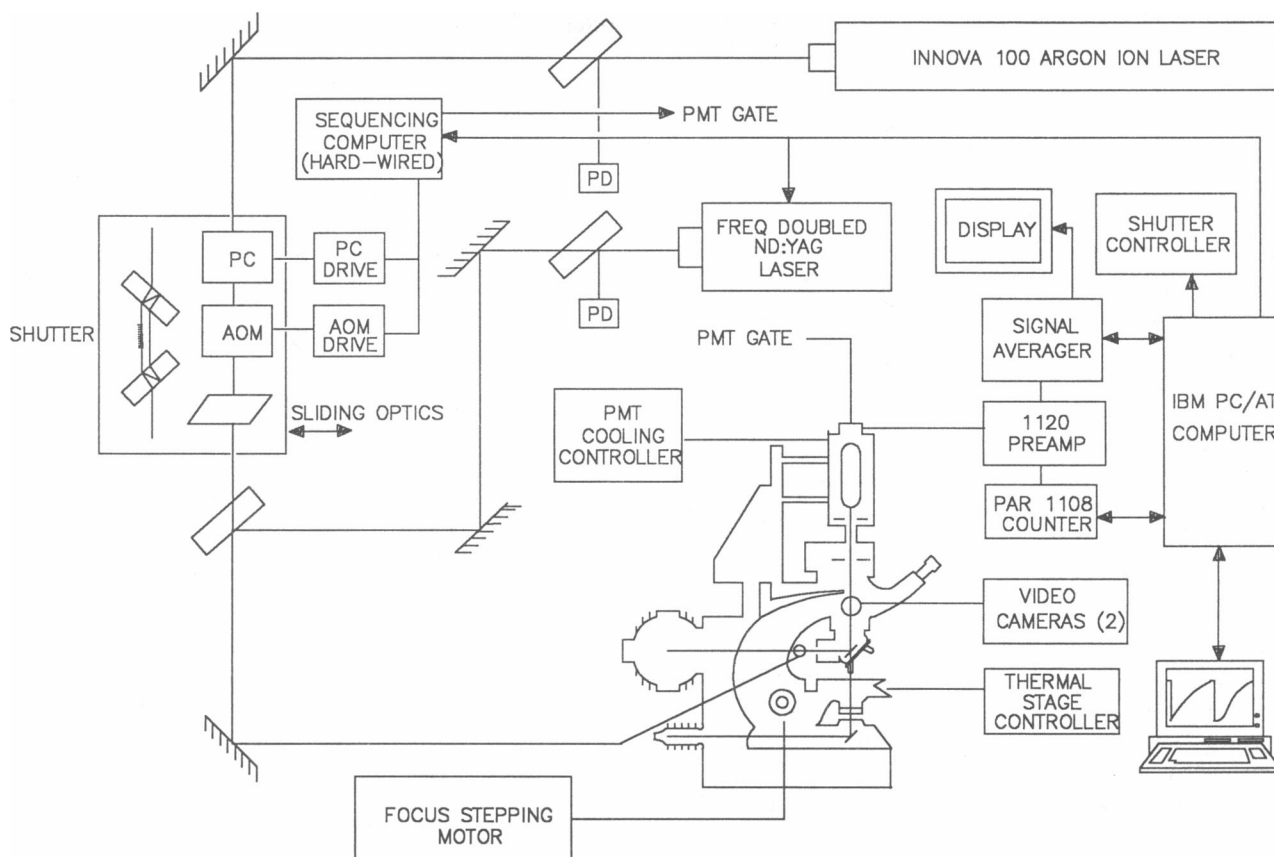 INNOVA 100 ARGON ION LASER
SEQUENCING
COMPUTER
(HARD-WIRED)
PMT GATE
PD
PC
PC
DRIVE
FREQ DOUBLED
ND:YAG
LASER
DISPLAY
SHUTTER
CONTROLLER
SHUTTER
AOM
AOM
DRIVE
PD
SIGNAL
AVERAGER
PMT GATE
SLIDING OPTICS
PMT
COOLING
CONTROLLER
1120
PREAMP
IBM PC/AT
COMPUTER
PAR 1108
COUNTER
VIDEO
CAMERAS (2)
THERMAL
STAGE
CONTROLLER
FOCUS STEPPING
MOTOR